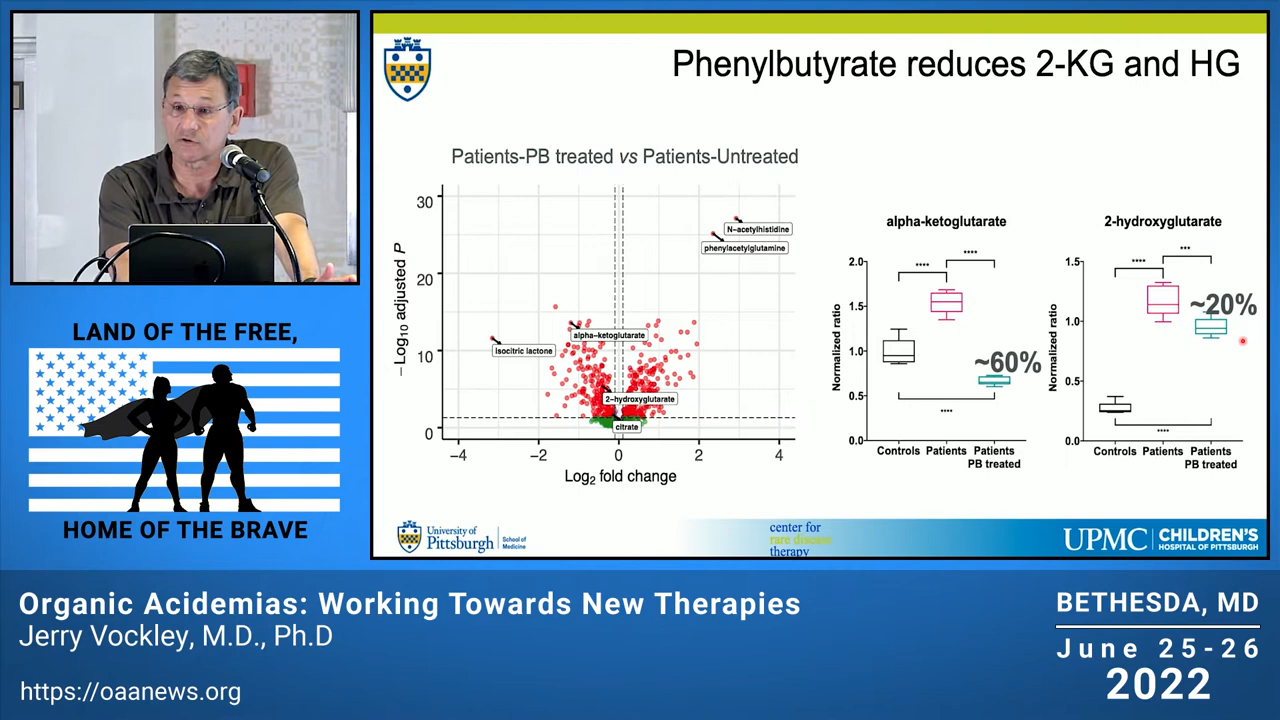 Phenylbutyrate reduces 2-KG and HG
Patients-PB treated vs Patients-Untreated
−Log10 adjusted P
30
20
10
0
N−acetylhistidine
phenylacetylglutamine
alpha−ketoglutarate
isocitric lactone
2−hydroxyglutarate
citrate
−4
−2
0
2
4
Log2 fold change
alpha-ketoglutarate
Normalized ratio
2.0
1.5
1.0
0.5
0.0
****
****
~60%
****
Controls
Patients
Patients
PB treated
2-hydroxyglutarate
Normalized ratio
1.5
1.0
0.5
0.0
****
***
~20%
****
Controls
Patients
Patients
PB treated
University of
Pittsburgh
School of
Medicine
center for
rare disease
therapy
UPMC
CHILDREN'S
HOSPITAL OF PITTSBURGH
LAND OF THE FREE,
HOME OF THE BRAVE
Organic Acidemias: Working Towards New Therapies
Jerry Vockley, M.D., Ph.D
https://oaanews.org
BETHESDA, MD
June 25-26
2022